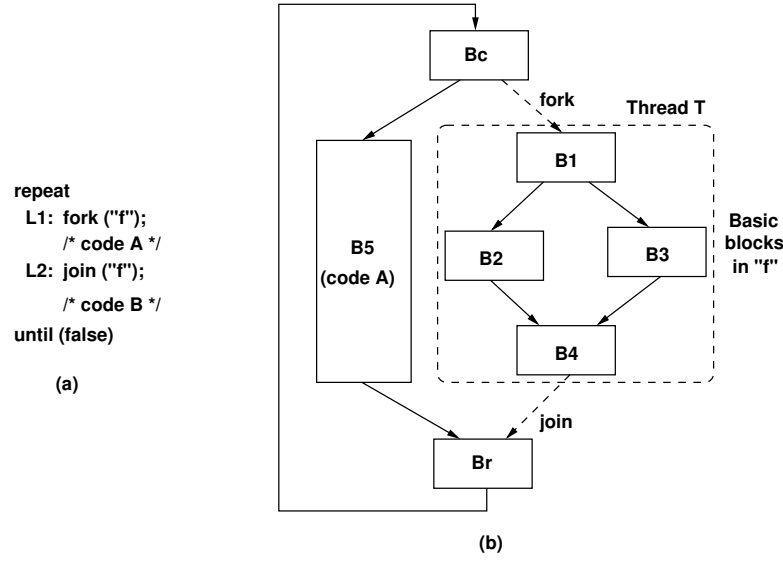 repeat
L1: fork ("f");
/* code A */
L2: join ("f");
/* code B */
until (false)
(a)
Bc
fork
Thread T
B1
B2
B3
B4
Basic
blocks
in "f"
B5
(code A)
join
Br
(b)